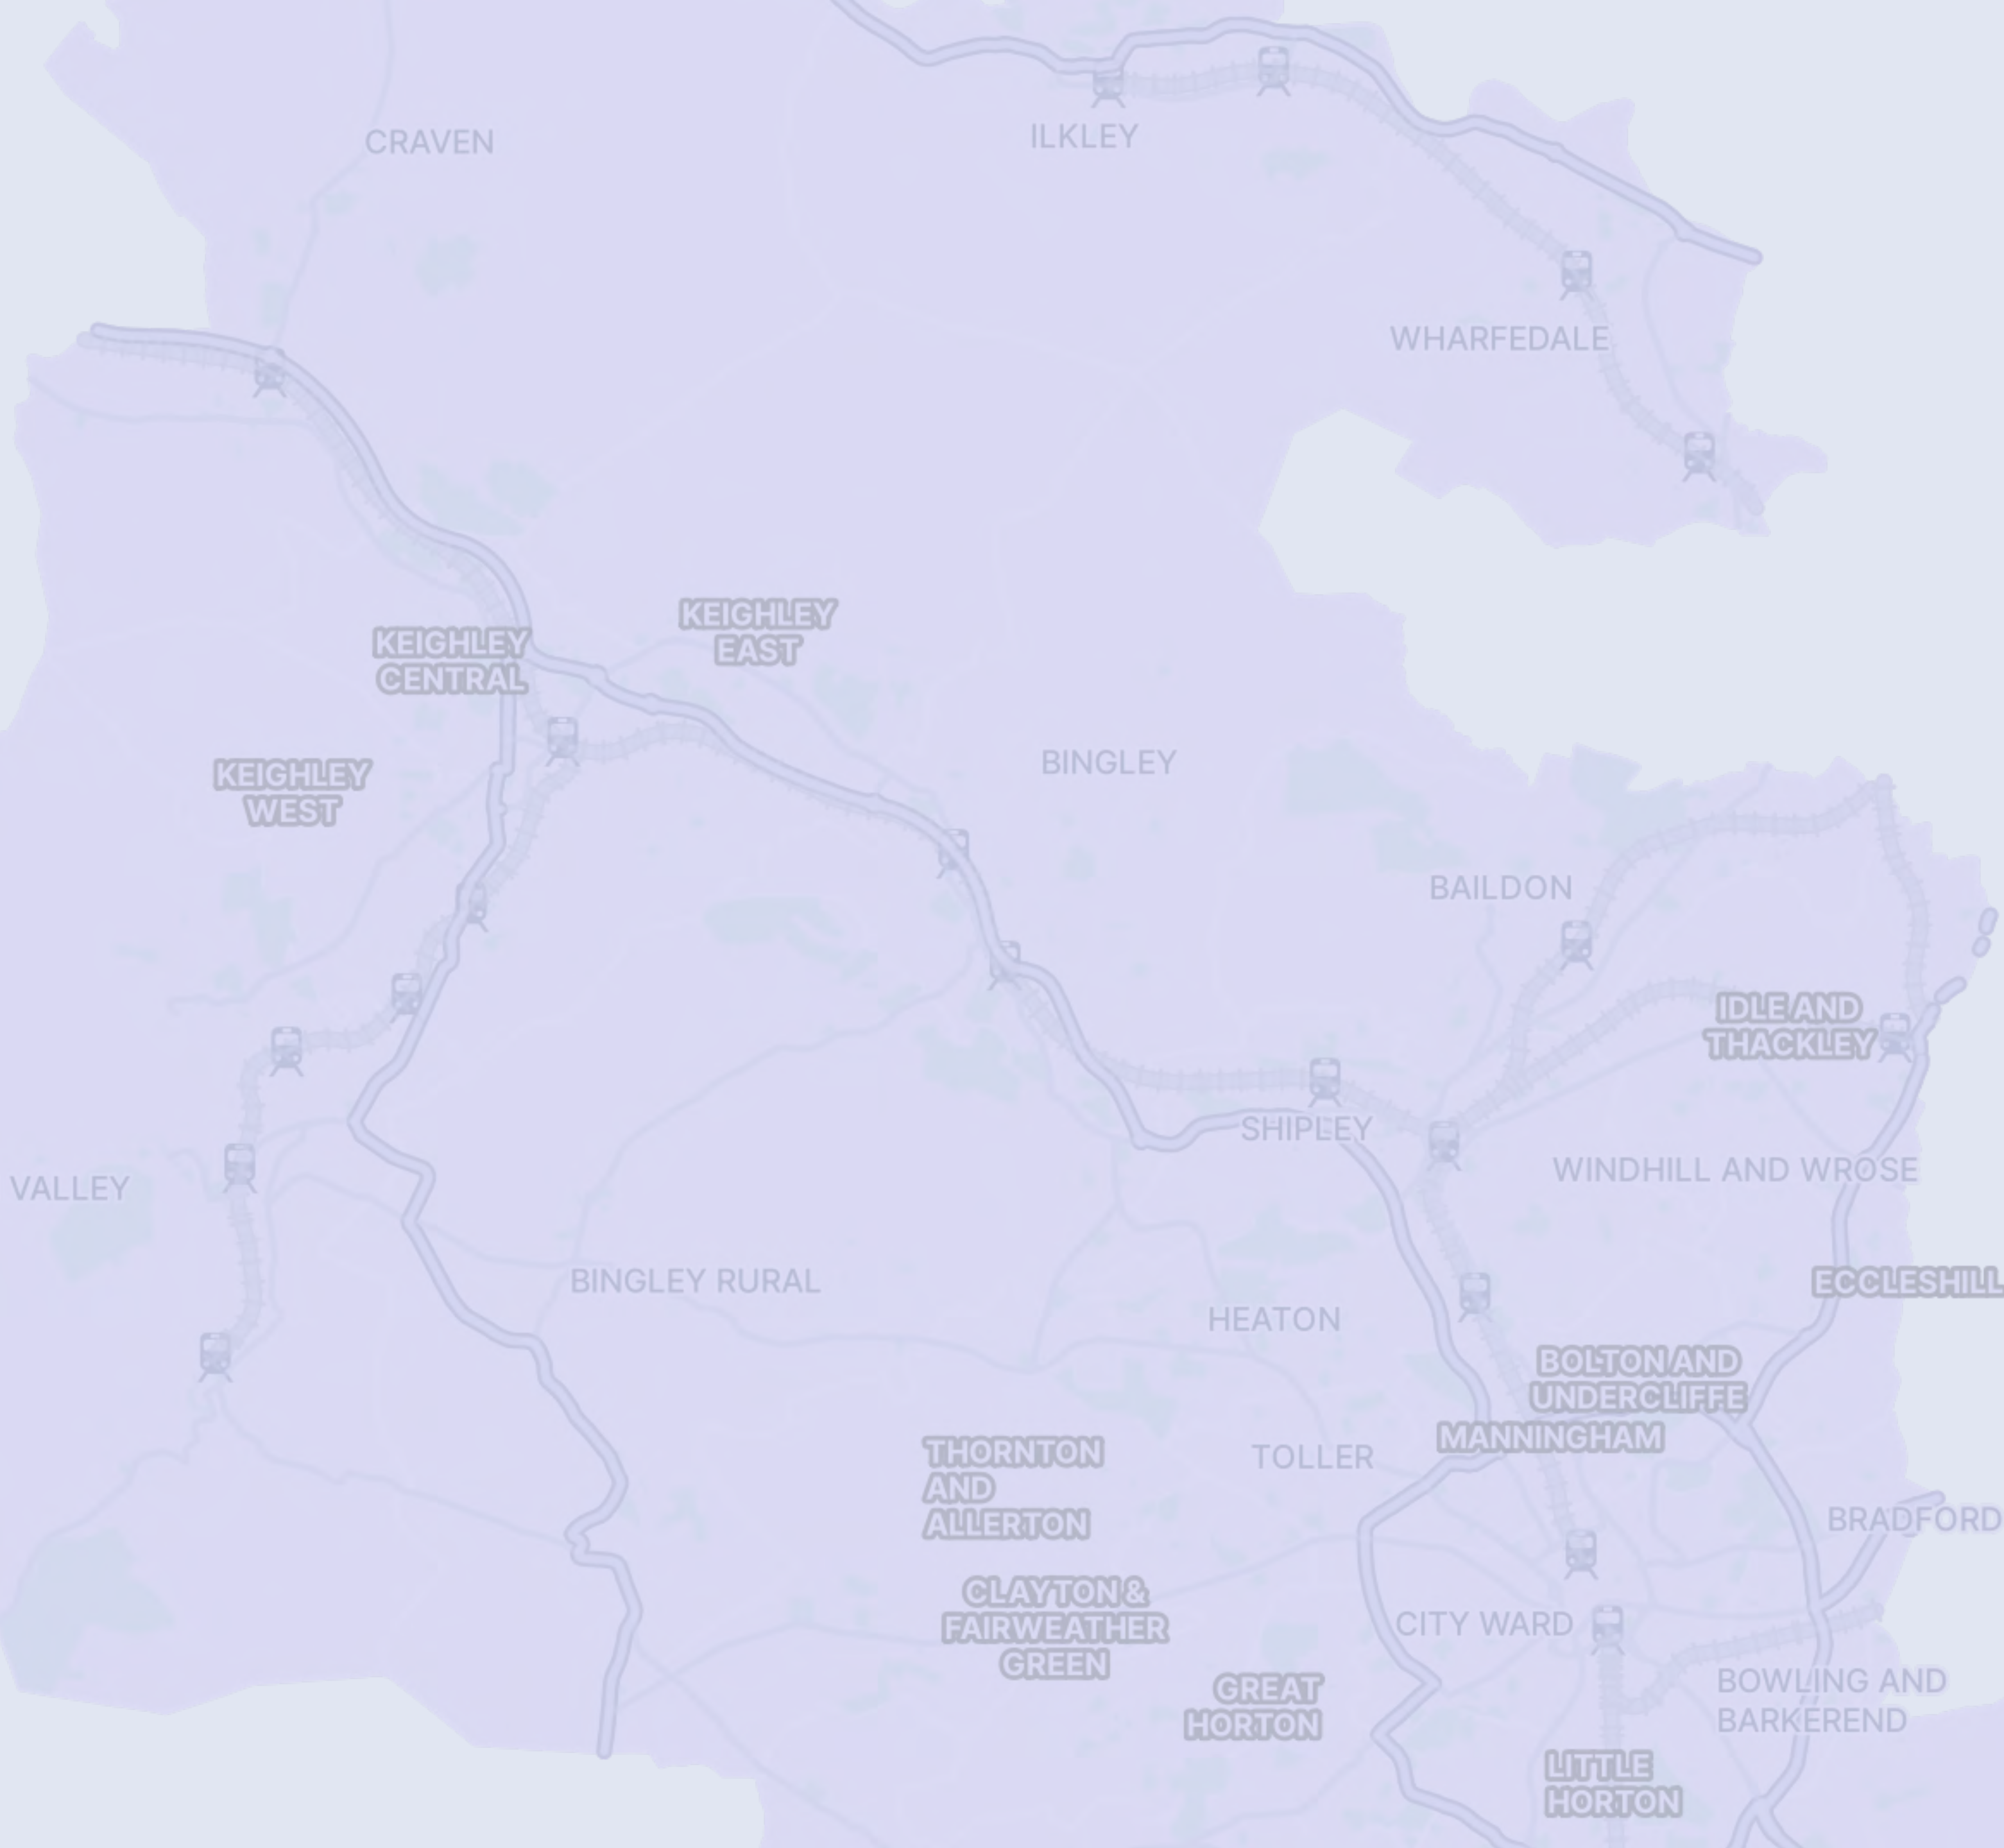 CRAVEN
ILKLEY
WHARFEDALE
KEIGHLEY
EAST
KEIGHLEY
CENTRAL
BINGLEY
KEIGHLEY
WEST
BAILDON
IDLE AND
THACKLEY
SHIPLEY
WINDHILL AND WROSE
VALLEY
BINGLEY RURAL
ECCLESHILL
HEATON
BOLTON AND
UNDERCLIFFE
MANNINGHAM
THORNTON
AND
ALLERTON
TOLLER
BRADFORD
CLAYTON &
FAIRWEATHER
GREEN
CITY WARD
GREAT
HORTON
BOWLING AND
BARKEREND
LITTLE
HORTON